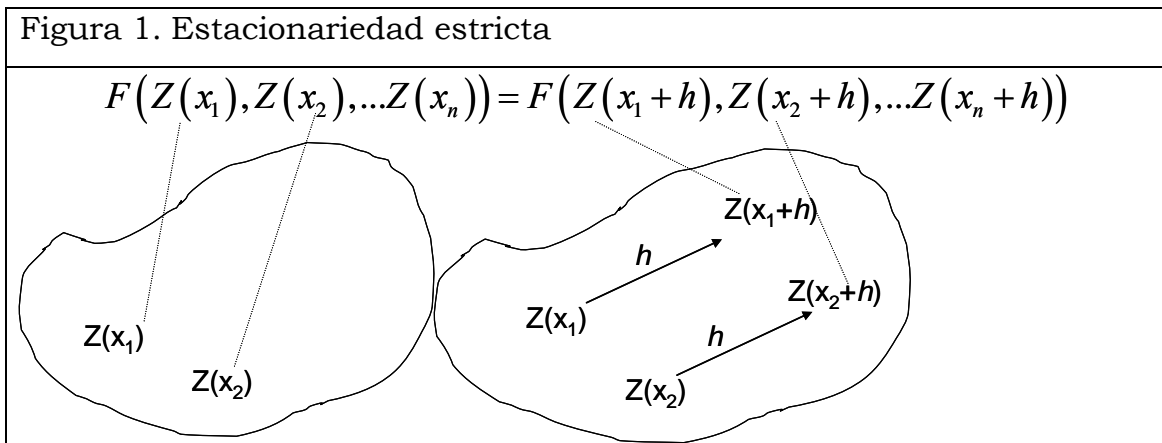 Figura 1. Estacionariedad estricta
F(Z(x₁),Z(x₂),...Z(xₙ))=F(Z(x₁+h),Z(x₂+h),...Z(xₙ+h))
Z(x₁+h)
h
Z(x₂+h)
Z(x₁)
Z(x₁)
h
Z(x₂)
Z(x₂)